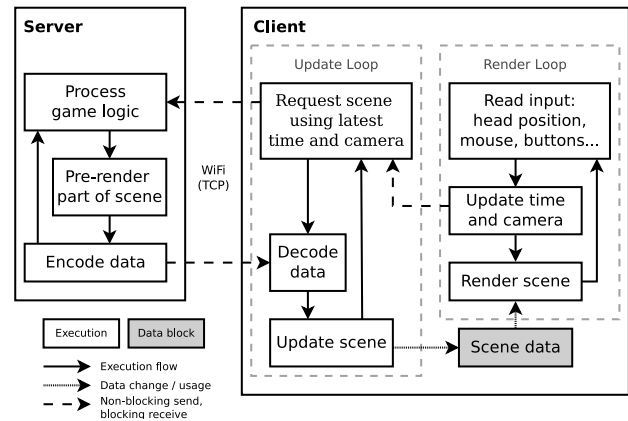 Server
Process
game logic
Pre-render
part of scene
Encode data
WiFi
(TCP)
Client
Update Loop
Request scene
using latest
time and camera
Decode
data
Update scene
Render Loop
Read input:
head position,
mouse, buttons...
Update time
and camera
Render scene
Scene data
Execution
Data block
Execution flow
Data change / usage
Non-blocking send,
blocking receive